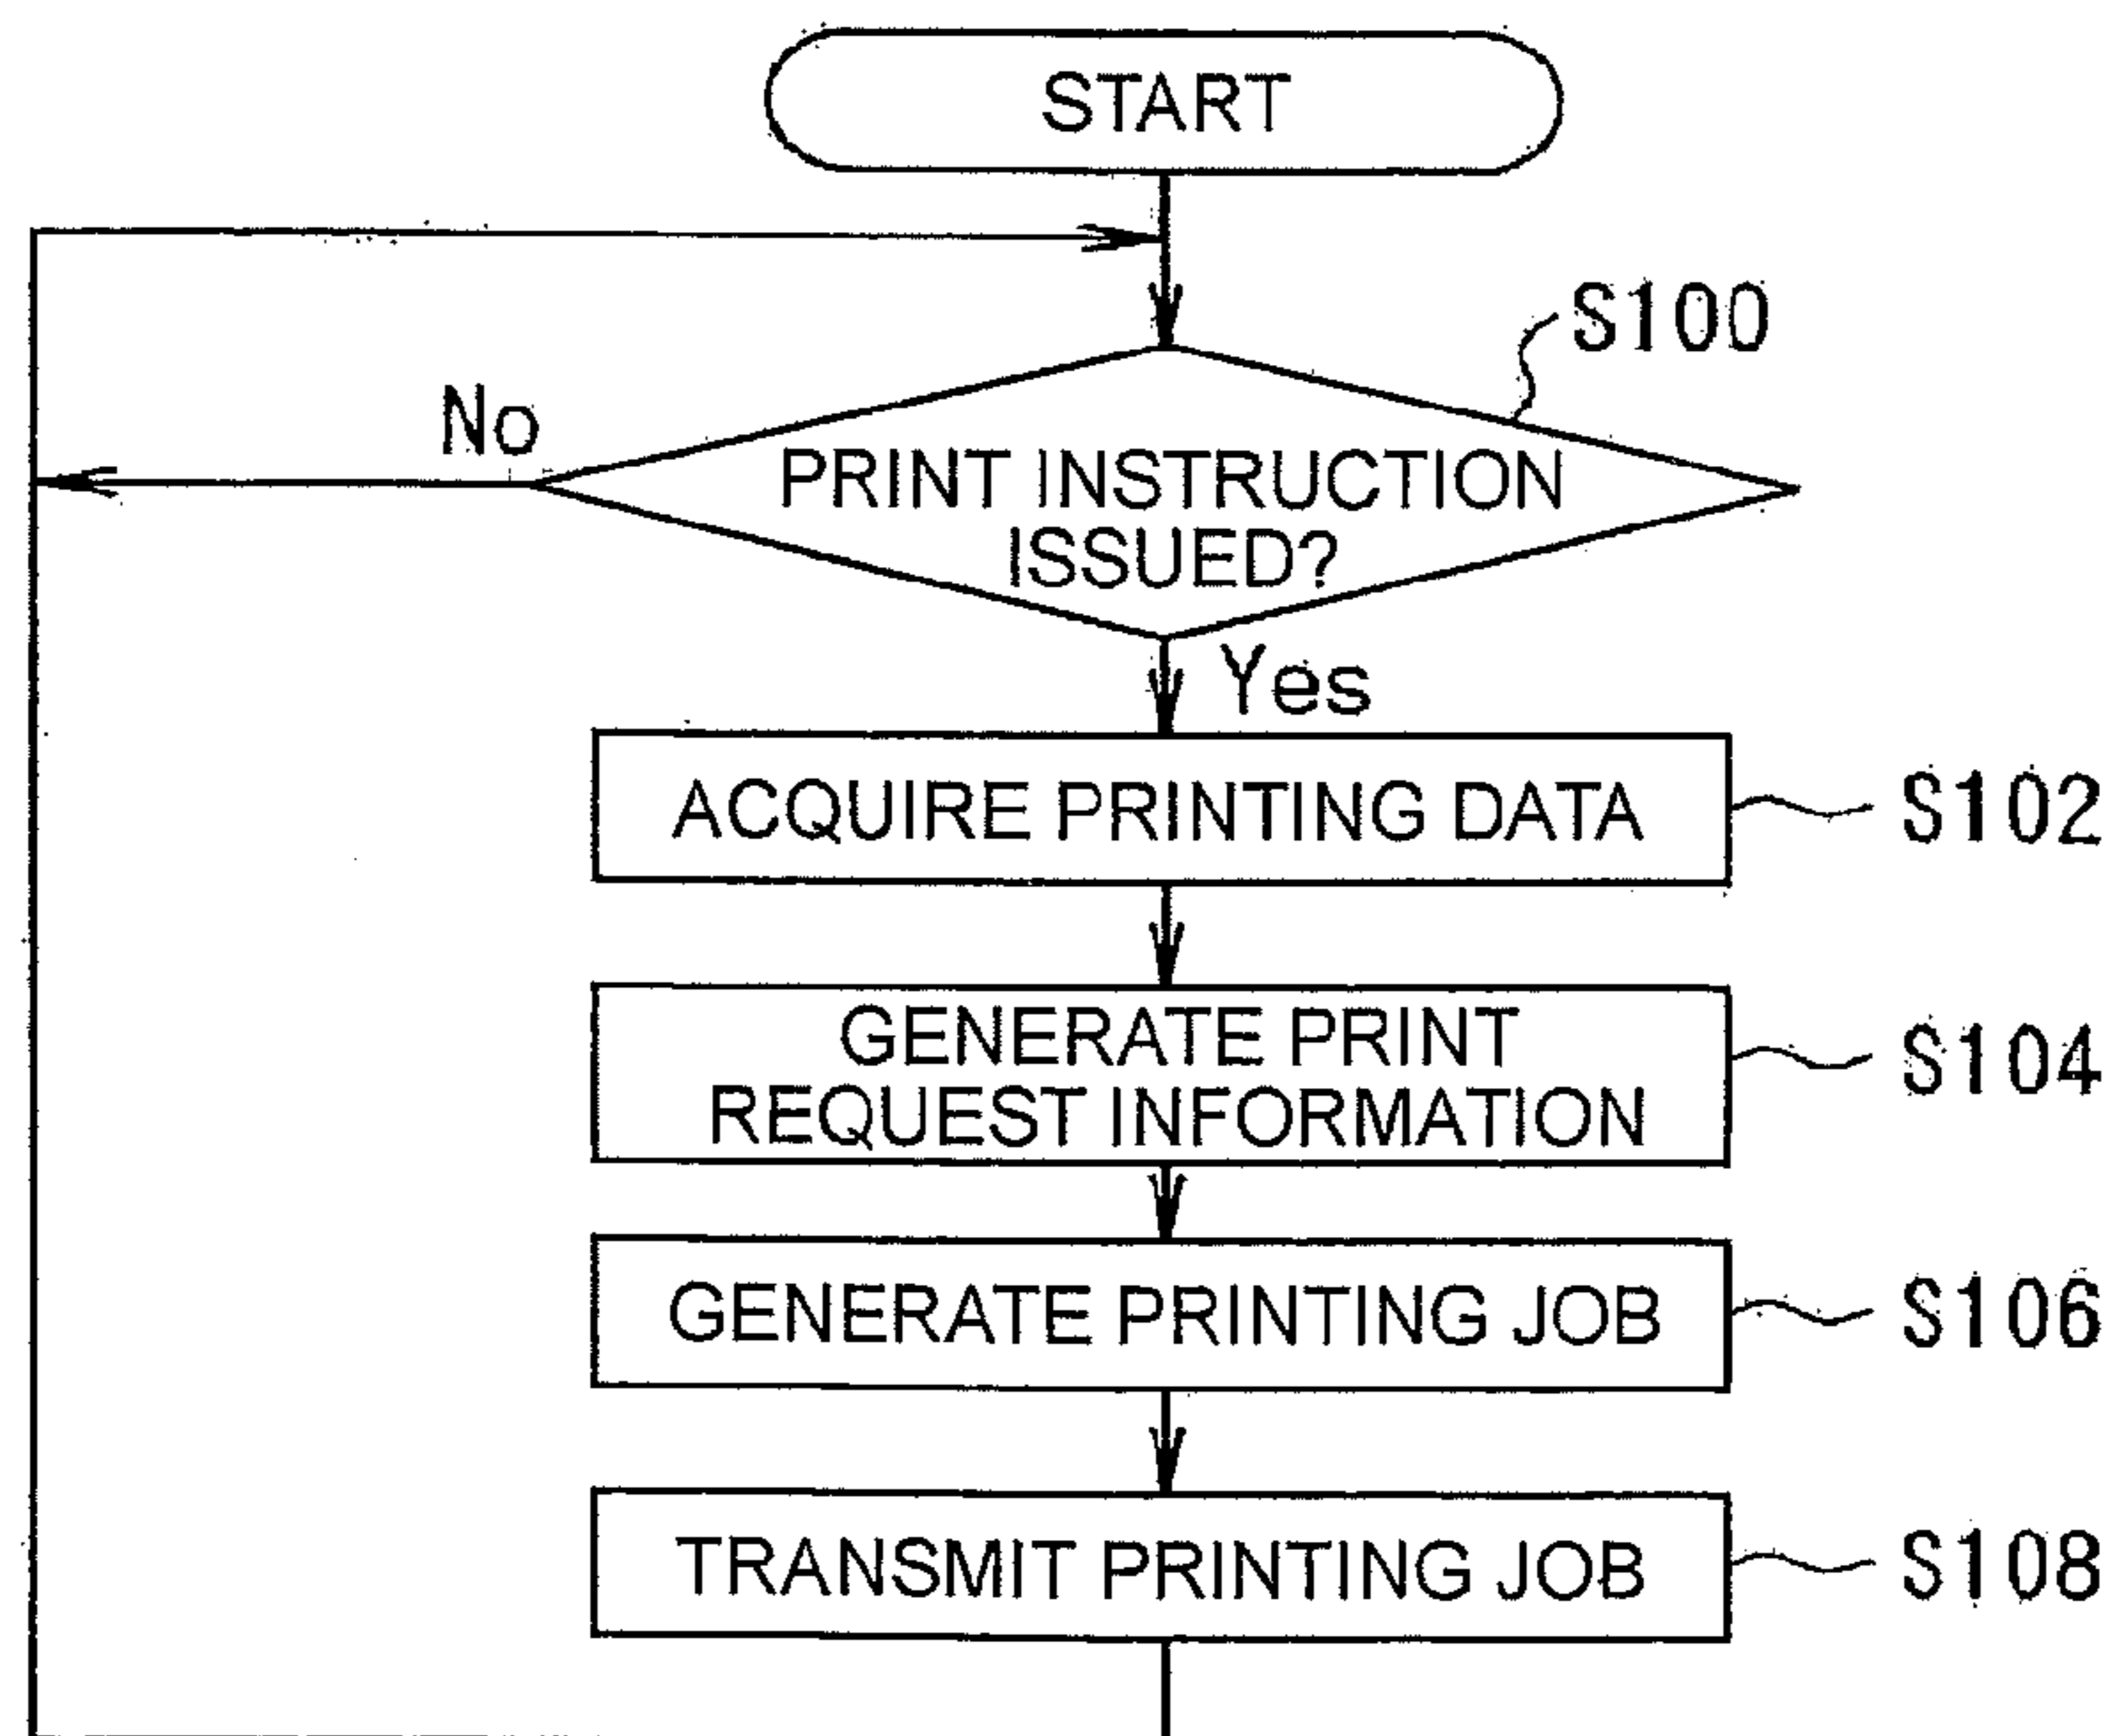 START
S100
No
PRINT INSTRUCTION
ISSUED?
Yes
ACQUIRE PRINTING DATA
S102
GENERATE PRINT
REQUEST INFORMATION
S104
GENERATE PRINTING JOB
S106
TRANSMIT PRINTING JOB
S108